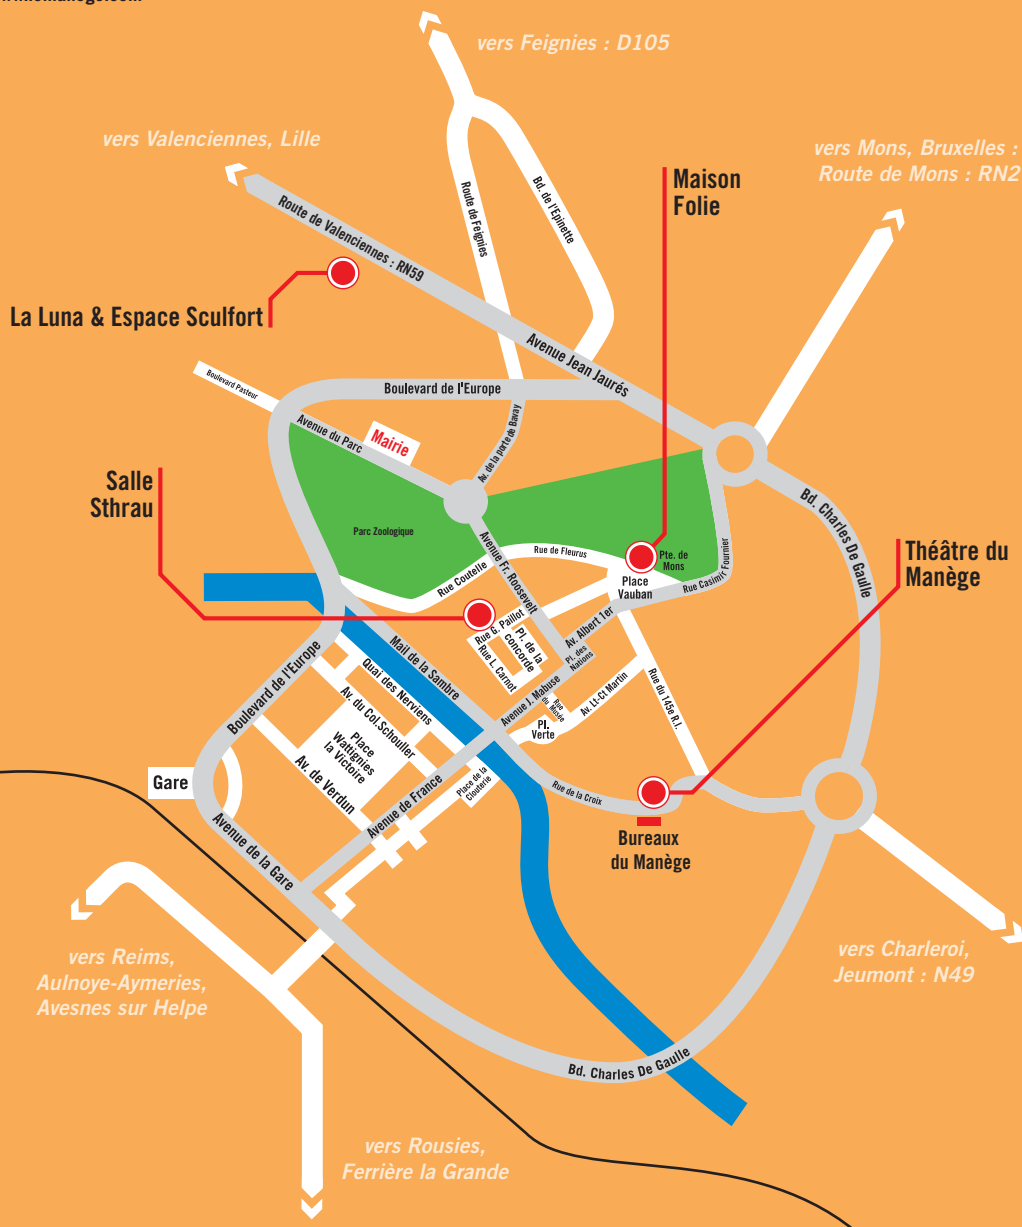 vers Feignies : D105
vers Valenciennes, Lille
vers Mons, Bruxelles :
Route de Mons : RN2
Maison
Folie
Route de Feignies
Bd. de l'Epinette
Route de Valenciennes : RN59
La Luna & Espace Sculfort
Avenue Jean Jaurés
Boulevard Pasteur
Boulevard de l'Europe
Avenue du Parc
Mairie
Av. de la porte de Bavay
Salle
Sthrau
Bd. Charles De Gaulle
Parc Zoologique
Avenue Fr. Roosevelt
Rue de Fleurus
Pte. de
Mons
Rue Casimir Fournier
Théâtre du
Manège
Rue Coutelle
Place
Vauban
Rue G. Paillot
Av. Albert 1er
Pl. de la
concorde
Rue L. Carnot
Pl. des
Nations
Mail de la Sambre
Quai des Nerviens
Boulevard de l'Europe
Avenue J. Mabuse
Rue
du Musée
Av. Lt-Ct Martin
Rue du 145e R.I.
Av. du Col.Schouller
Pl.
Verte
Place
Wattignies
la Victoire
Av. de Verdun
Gare
Place de la
Clouterie
Avenue de France
Rue de la Croix
Avenue de la Gare
Bureaux
du Manège
vers Reims,
Aulnoye-Aymeries,
Avesnes sur Helpe
vers Charleroi,
Jeumont : N49
Bd. Charles De Gaulle
vers Rousies,
Ferrière la Grande